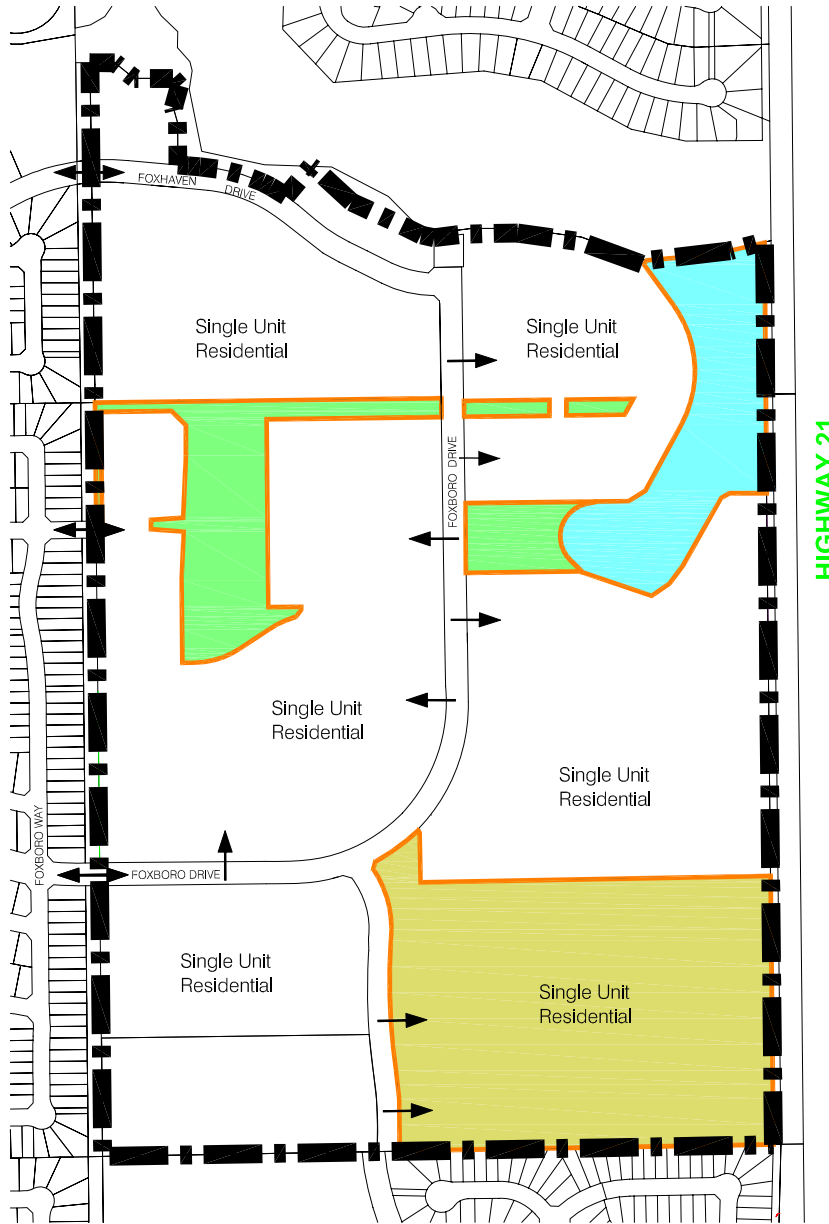 FOXHAVEN
DRIVE
Single Unit
Residential
Single Unit
Residential
HIGHWAY 21
FOXBORO DRIVE
Single Unit
Residential
Single Unit
Residential
FOXBORO WAY
FOXBORO DRIVE
Single Unit
Residential
Single Unit
Residential